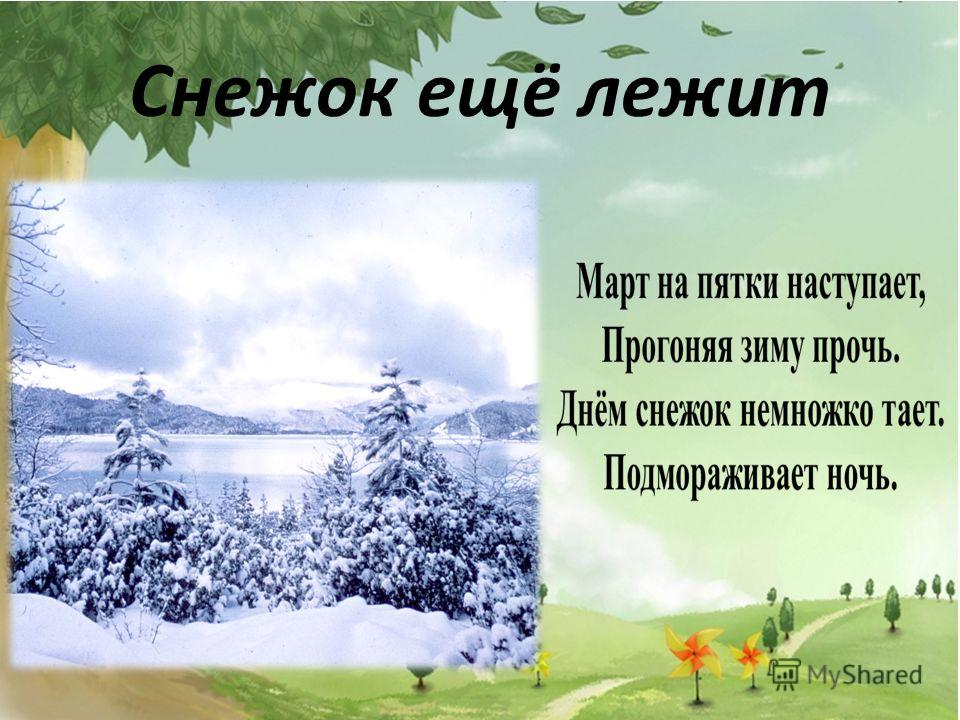 Снежок ещё лежит
Март на пятки наступает,
Прогоняя зиму прочь.
Днём снежок немножко тает.
Подмораживает ночь.
MyShared